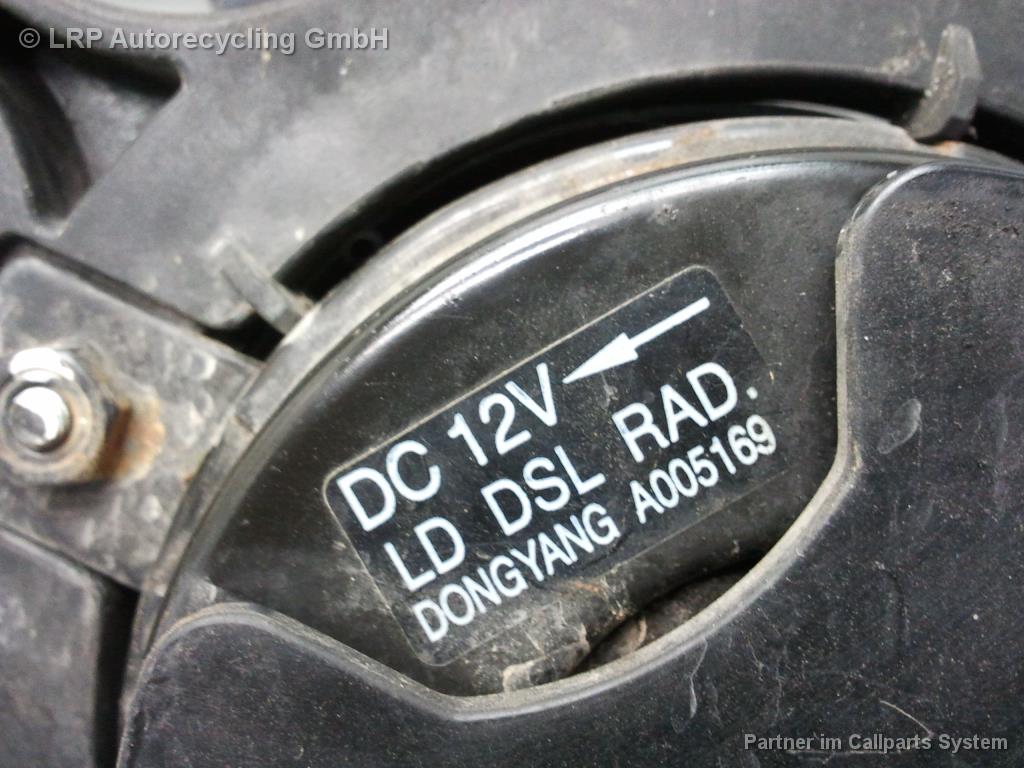 © LRP Autorecycling GmbH
DC 12V
LD DSL RAD.
DONGYANG A005169
Partner im Callparts System